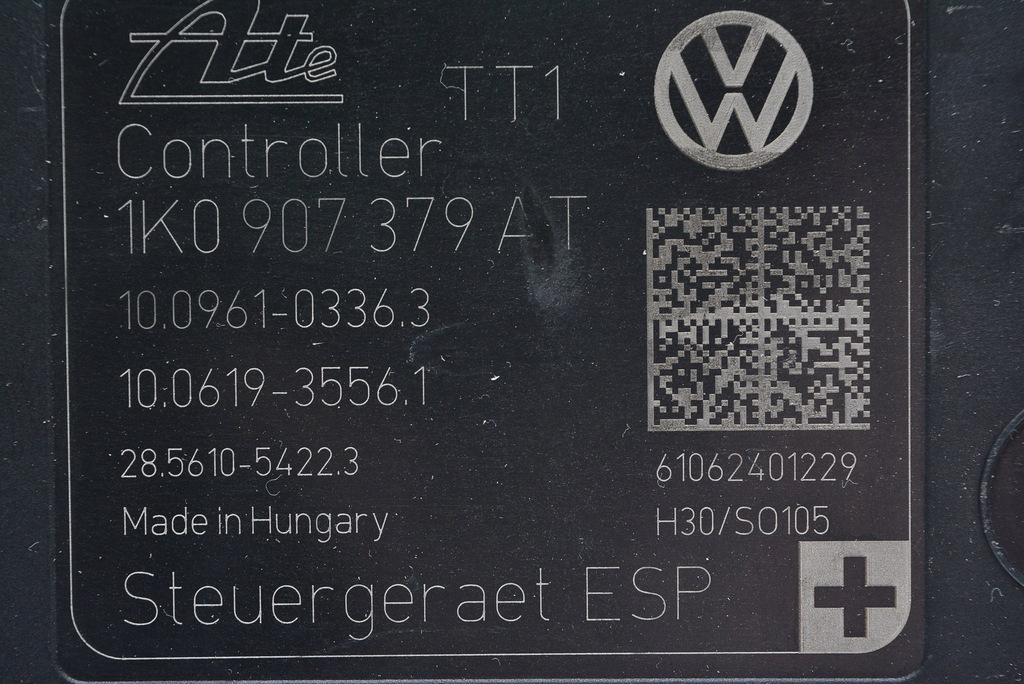 Ate
TT1
Controller
1K0 907 379 AT
10.0961-0336.3
10.0619-3556.1
28.5610-5422.3
61062401229
Made in Hungary
H30/SO105
Steuergeraet ESP